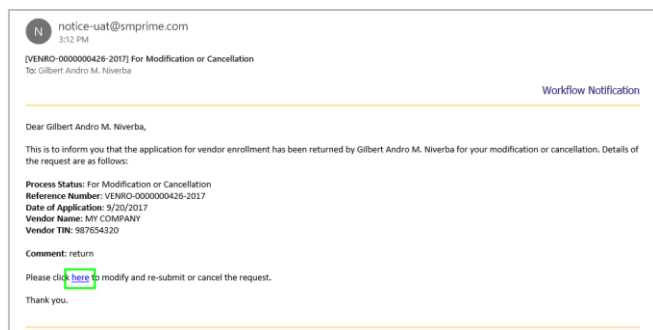 N
notice-uat@smprime.com
3:12 PM
[VENRO-0000000426-2017] For Modification or Cancellation
To: Gilbert Andro M. Niverba
Workflow Notification
Dear Gilbert Andro M. Niverba,
This is to inform you that the application for vendor enrollment has been returned by Gilbert Andro M. Niverba for your modification or cancellation. Details of
the request are as follows:
Process Status: For Modification or Cancellation
Reference Number: VENRO-0000000426-2017
Date of Application: 9/20/2017
Vendor Name: MY COMPANY
Vendor TIN: 987654320
Comment: return
Please click here to modify and re-submit or cancel the request.
Thank you.